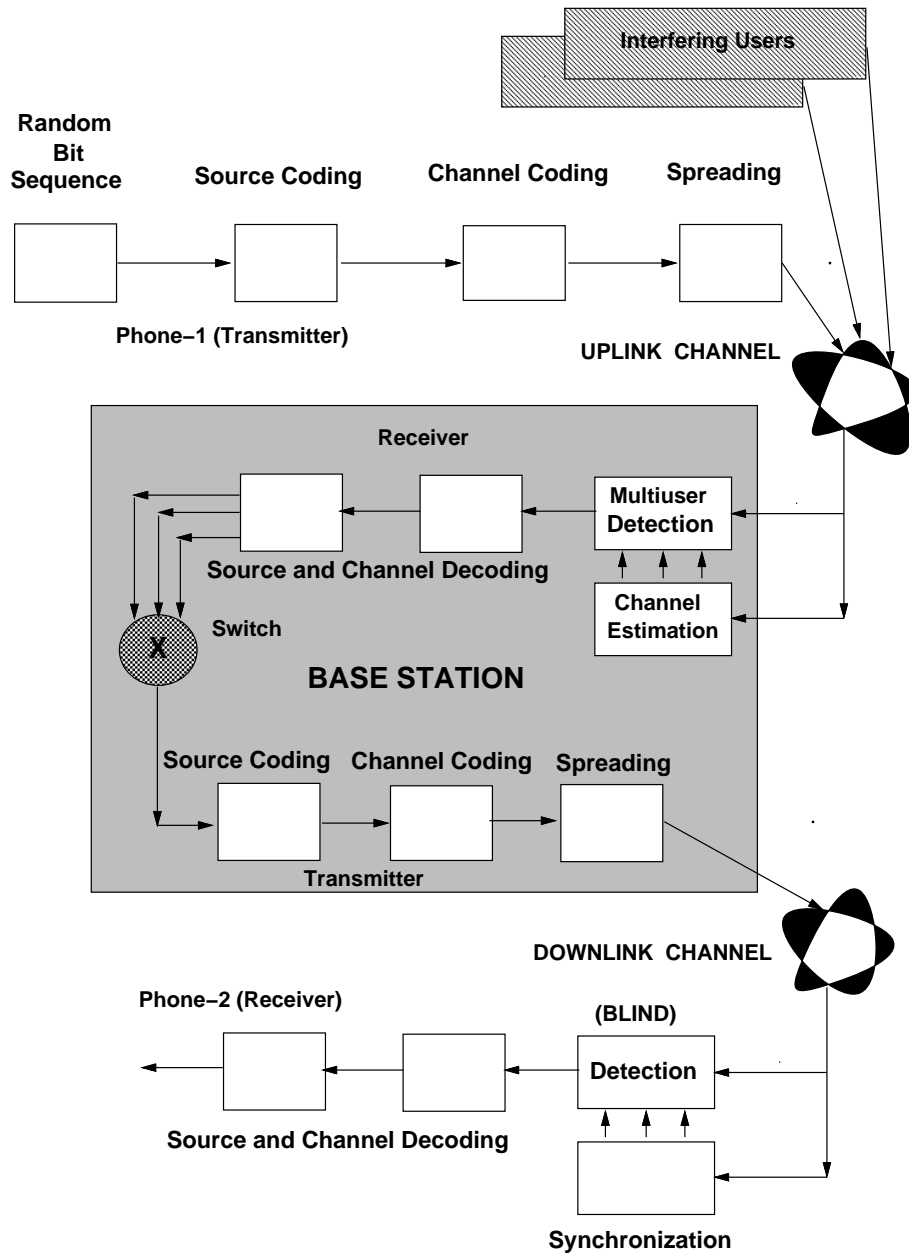 Interfering Users
Random
Bit
Sequence
Source Coding
Channel Coding
Spreading
Phone−1 (Transmitter)
UPLINK CHANNEL
Receiver
Multiuser
Detection
Source and Channel Decoding
Channel
Estimation
X
Switch
BASE STATION
Source Coding
Channel Coding
Spreading
Transmitter
DOWNLINK CHANNEL
Phone−2 (Receiver)
(BLIND)
Detection
Source and Channel Decoding
Synchronization